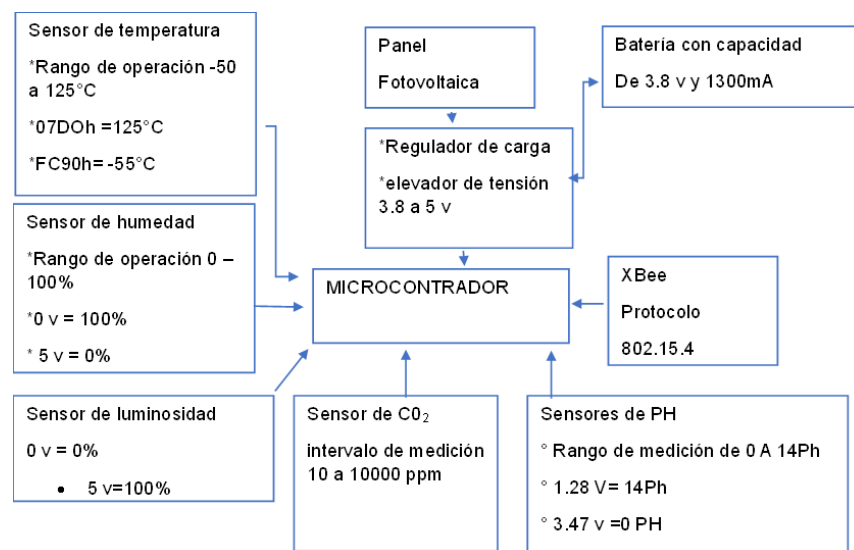 Sensor de temperatura
*Rango de operación -50
a 125°C
*07DOh =125°C
*FC90h= -55°C
Panel
Fotovoltaica
Batería con capacidad
De 3.8 v y 1300mA
*Regulador de carga
*elevador de tensión
3.8 a 5 v
Sensor de humedad
*Rango de operación 0 –
100%
*0 v = 100%
* 5 v = 0%
MICROCONTRADOR
XBee
Protocolo
802.15.4
Sensor de luminosidad
0 v = 0%
• 5 v=100%
Sensor de C0₂
intervalo de medición
10 a 10000 ppm
Sensores de PH
° Rango de medición de 0 A 14Ph
° 1.28 V= 14Ph
° 3.47 v =0 PH